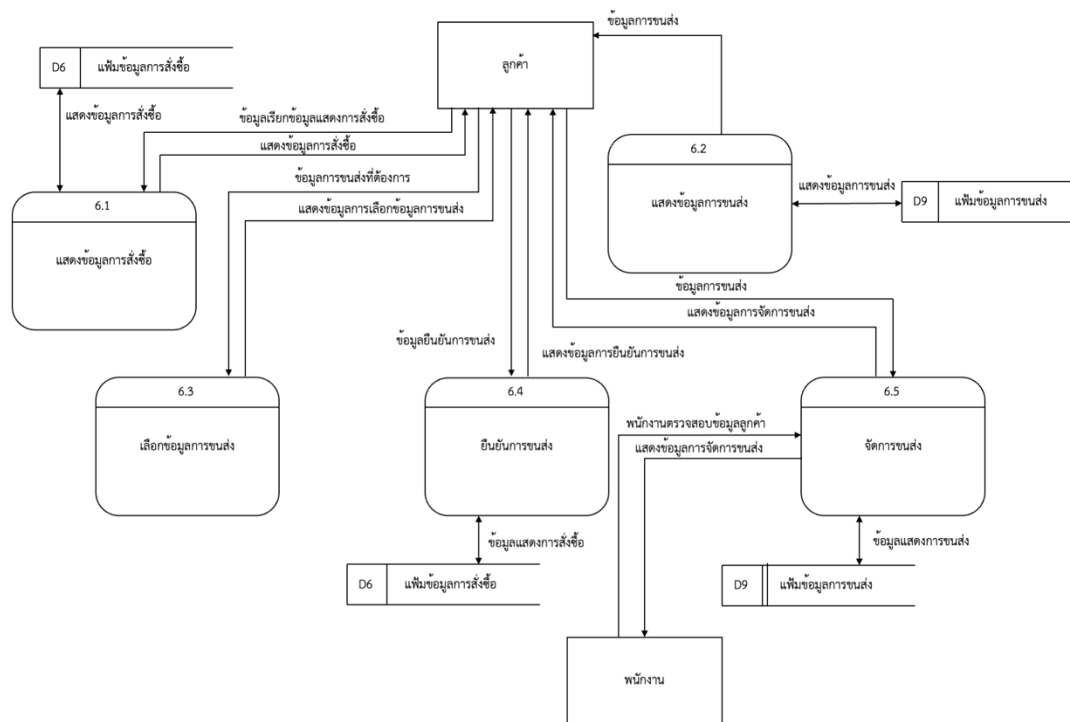 ข้อมูลการขนส่ง
ลูกค้า
D6 แฟ้มข้อมูลการสั่งซื้อ
แสดงข้อมูลการสั่งซื้อ
ข้อมูลเรียกข้อมูลแสดงการสั่งซื้อ
แสดงข้อมูลการสั่งซื้อ
6.2
ข้อมูลการขนส่งที่ต้องการ
แสดงข้อมูลการขนส่ง
6.1
แสดงข้อมูลการเลือกข้อมูลการขนส่ง
แสดงข้อมูลการขนส่ง
D9 แฟ้มข้อมูลการขนส่ง
แสดงข้อมูลการสั่งซื้อ
ข้อมูลการขนส่ง
แสดงข้อมูลการจัดการขนส่ง
ข้อมูลยืนยันการขนส่ง
แสดงข้อมูลการยืนยันการขนส่ง
6.3
6.4
6.5
พนักงานตรวจสอบข้อมูลลูกค้า
เลือกข้อมูลการขนส่ง
ยืนยันการขนส่ง
แสดงข้อมูลการจัดการขนส่ง
จัดการขนส่ง
ข้อมูลแสดงการสั่งซื้อ
ข้อมูลแสดงการขนส่ง
D6 แฟ้มข้อมูลการสั่งซื้อ
D9 แฟ้มข้อมูลการขนส่ง
พนักงาน